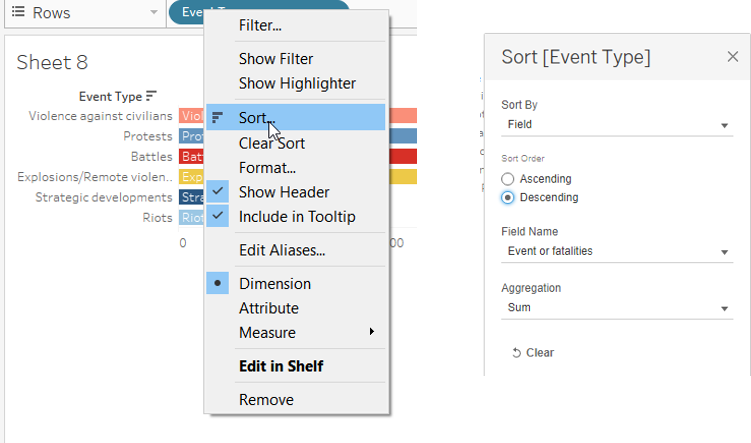 Rows
Event T
Sheet 8
Event Type
Violence against civilians
Viol
Protests
Pro
Battles
Bat
Explosions/Remote violen..
Exp
Strategic developments
Stra
Riots
Riot
0
00
Filter...
Show Filter
Show Highlighter
Sort...
Clear Sort
Format...
Show Header
Include in Tooltip
Edit Aliases...
Dimension
Attribute
Measure
Edit in Shelf
Remove
Sort [Event Type]
Sort By
Field
Sort Order
Ascending
Descending
Field Name
Event or fatalities
Aggregation
Sum
Clear